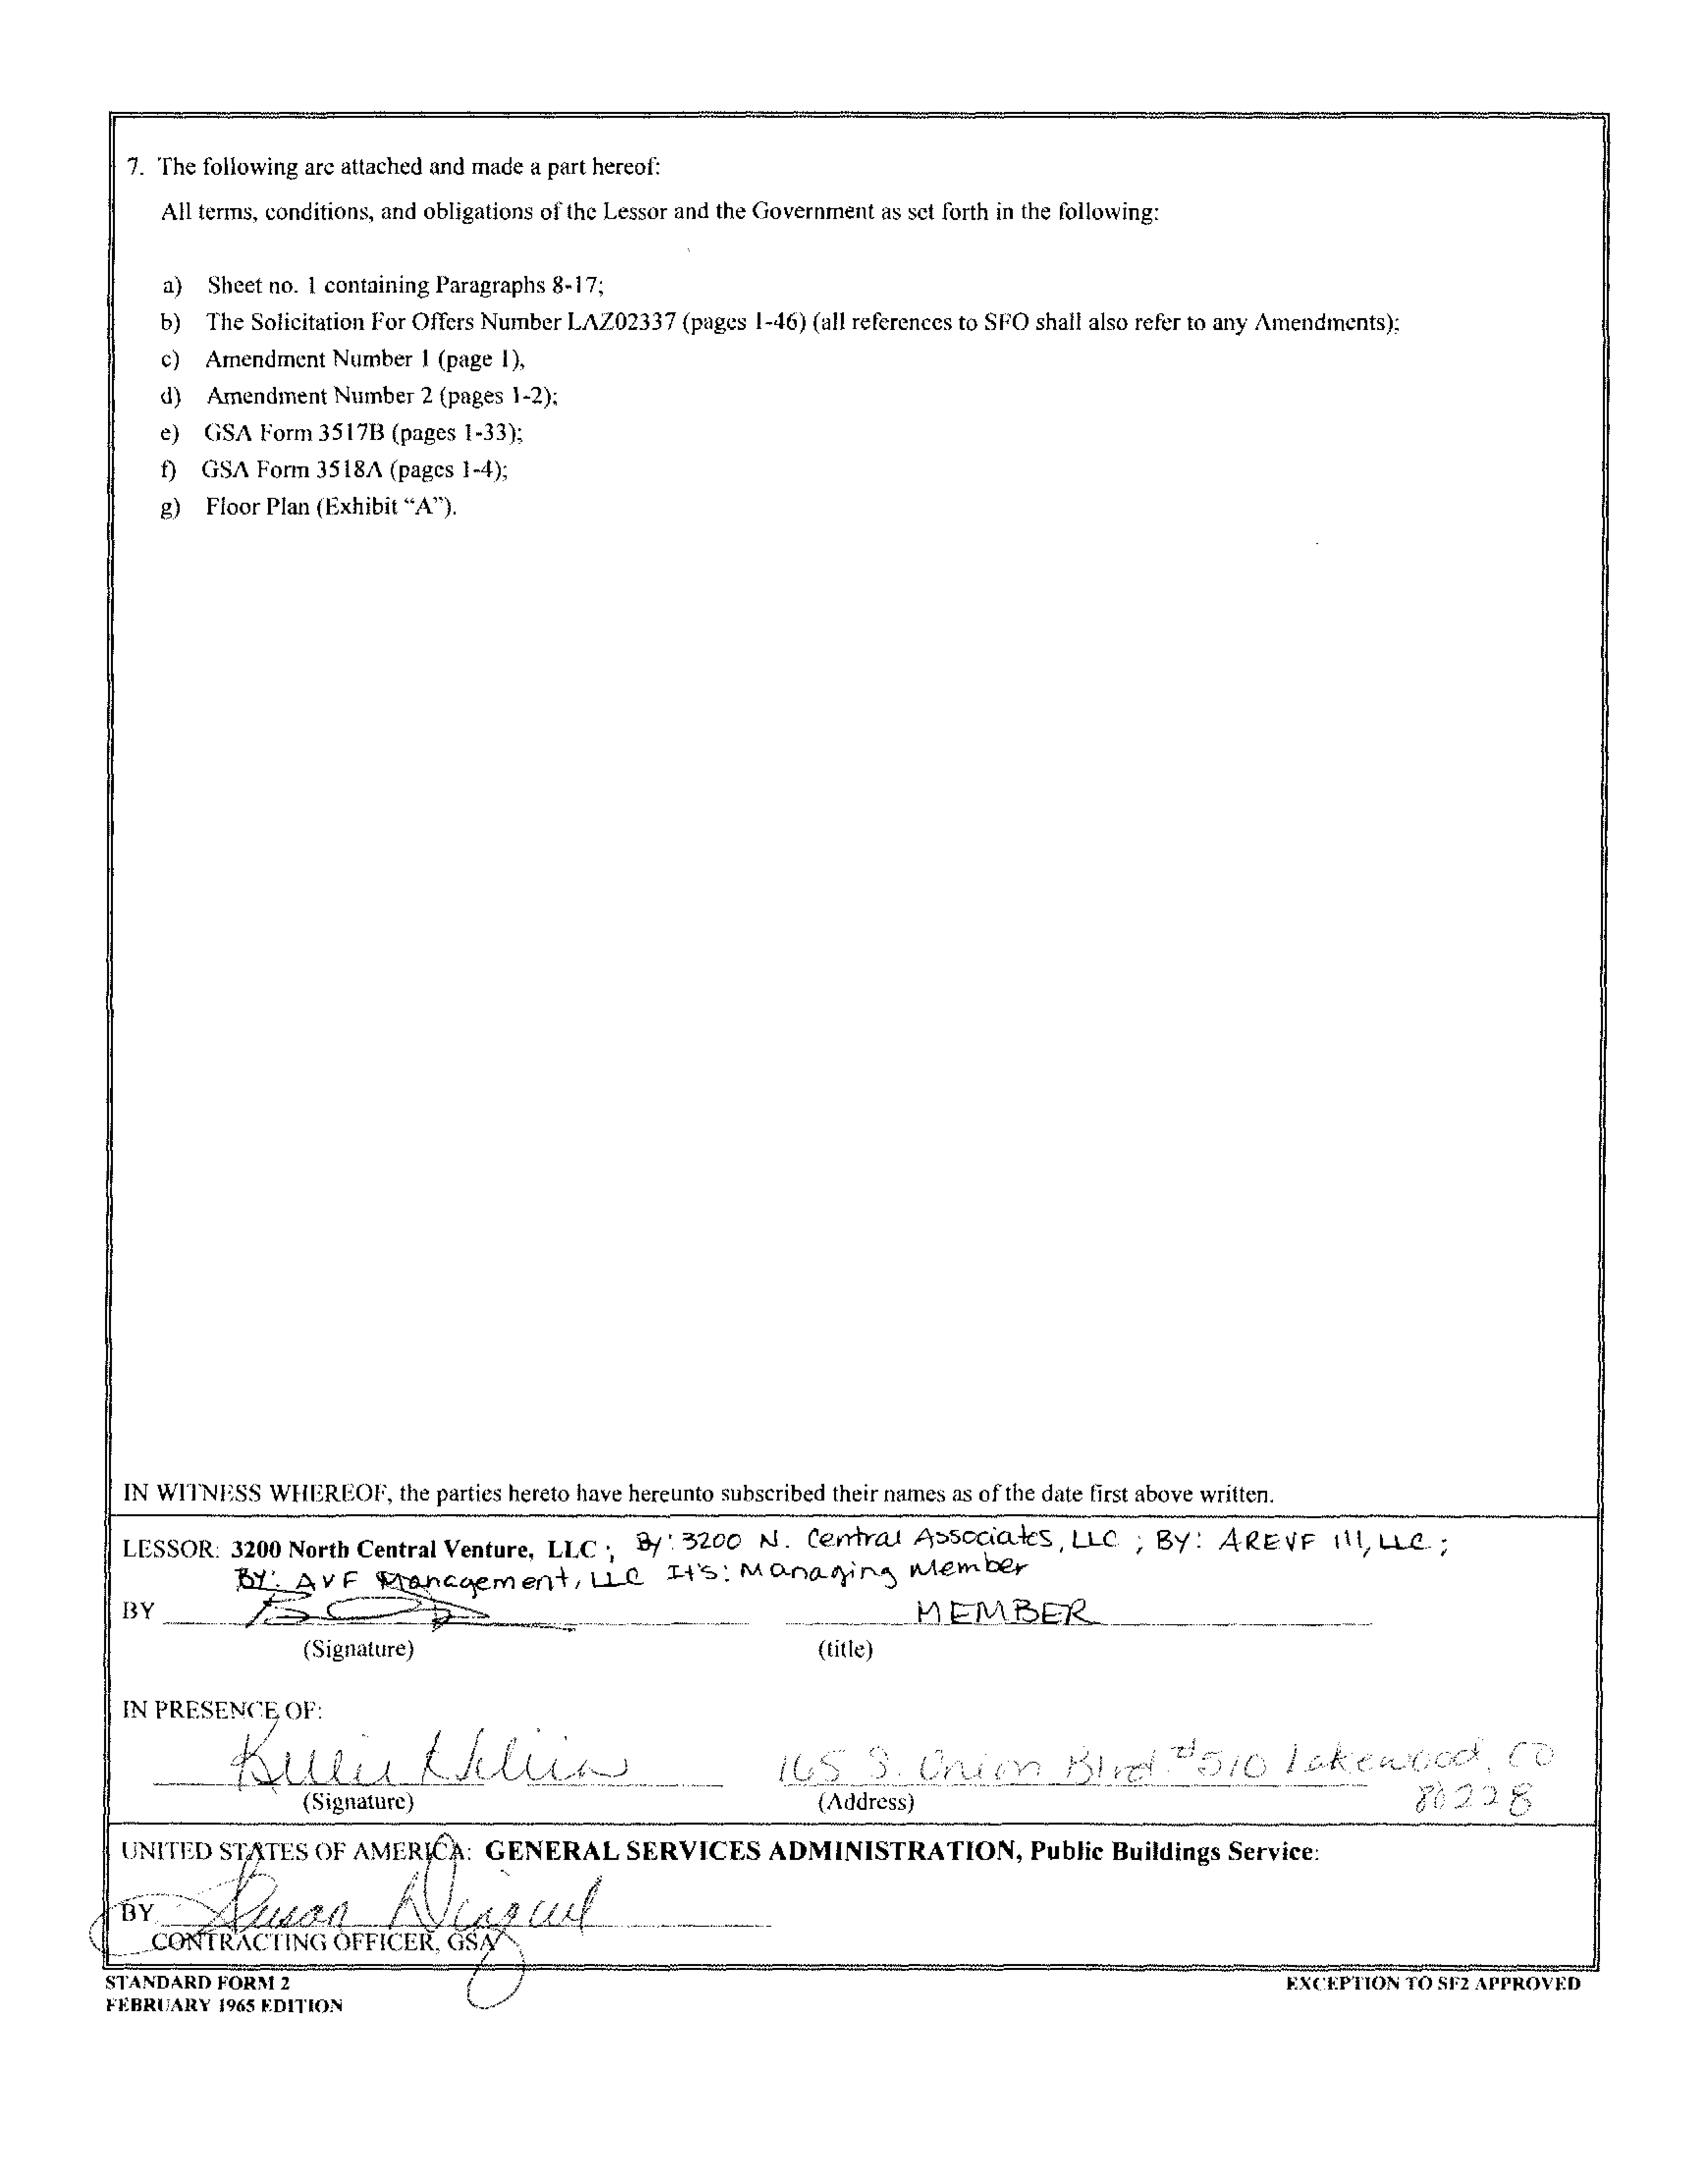 7. The following are attached and made a part hereof:
All terms, conditions, and obligations of the Lessor and the Government as set forth in the following:
a) Sheet no. 1 containing Paragraphs 8-17;
b) The Solicitation For Offers Number LAZ02337 (pages 1-46) (all references to SFO shall also refer to any Amendments);
c) Amendment Number 1 (page 1),
d) Amendment Number 2 (pages 1-2);
e) GSA Form 3517B (pages 1-33);
f) GSA Form 3518A (pages 1-4);
g) Floor Plan (Exhibit “A”).
IN WITNESS WHEREOF, the parties hereto have hereunto subscribed their names as of the date first above written.
LESSOR: 3200 North Central Venture, LLC ; By: 3200 N. Central Associates, LLC ; BY: AREVF III, LLC ;
BY: AVF Management, LLC It's: Managing Member
BY MEMBER
(Signature) (title)
IN PRESENCE OF:
165 S. Union Blvd. #510 Lakewood, CO
(Signature) (Address) 80228
UNITED STATES OF AMERICA: GENERAL SERVICES ADMINISTRATION, Public Buildings Service:
BY Susan
CONTRACTING OFFICER, GSA
STANDARD FORM 2 EXCEPTION TO SF2 APPROVED
FEBRUARY 1965 EDITION